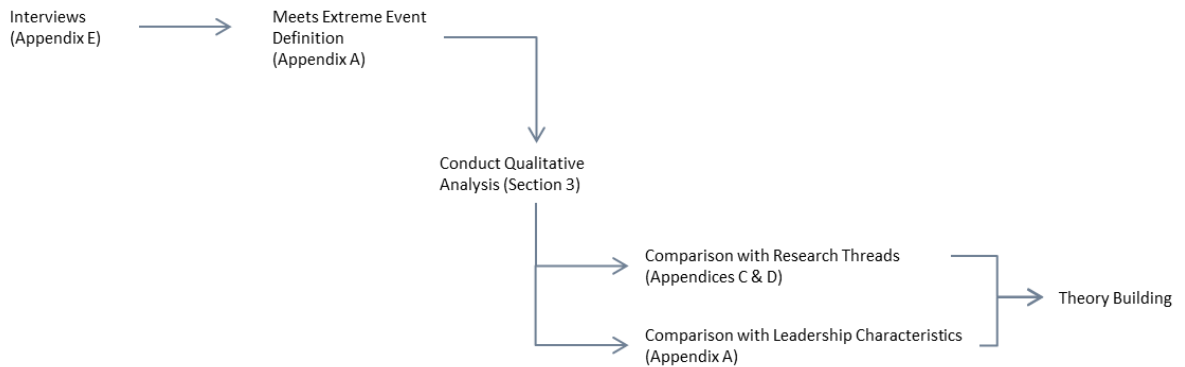 Interviews
(Appendix E)
Meets Extreme Event
Definition
(Appendix A)
Conduct Qualitative
Analysis (Section 3)
Comparison with Research Threads
(Appendices C & D)
Comparison with Leadership Characteristics
(Appendix A)
Theory Building